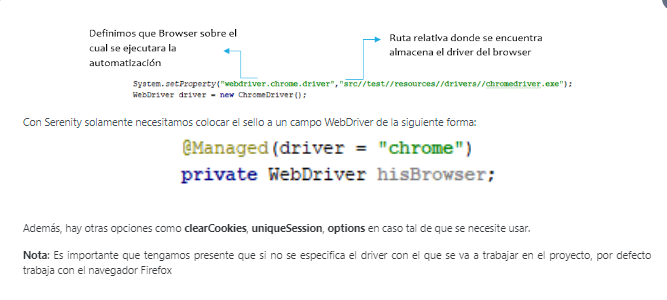 Definimos que Browser sobre el
cual se ejecutara la
automatización
Ruta relativa donde se encuentra
almacena el driver del browser
System.setProperty("webdriver.chrome.driver","src//test//resources//drivers//chromedriver.exe");
WebDriver driver = new ChromeDriver();
Con Serenity solamente necesitamos colocar el sello a un campo WebDriver de la siguiente forma:
@Managed(driver = "chrome")
private WebDriver hisBrowser;
Además, hay otras opciones como clearCookies, uniqueSession, options en caso tal de que se necesite usar.
Nota: Es importante que tengamos presente que si no se especifica el driver con el que se va a trabajar en el proyecto, por defecto
trabaja con el navegador Firefox